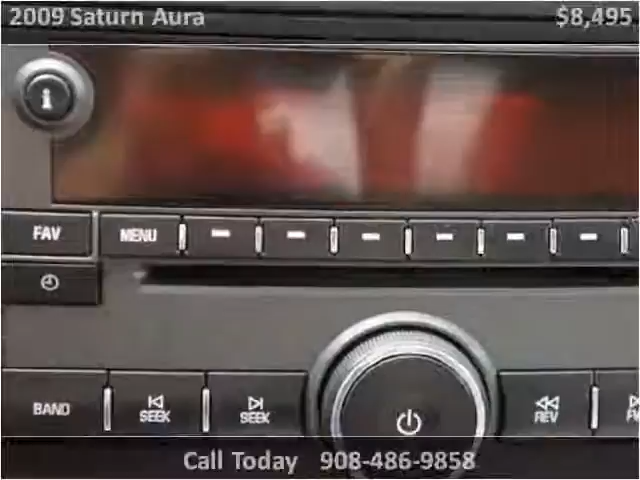 2009 Saturn Aura $8,495
i
FAV MENU
BAND SEEK SEEK REV
Call Today 908-486-9858